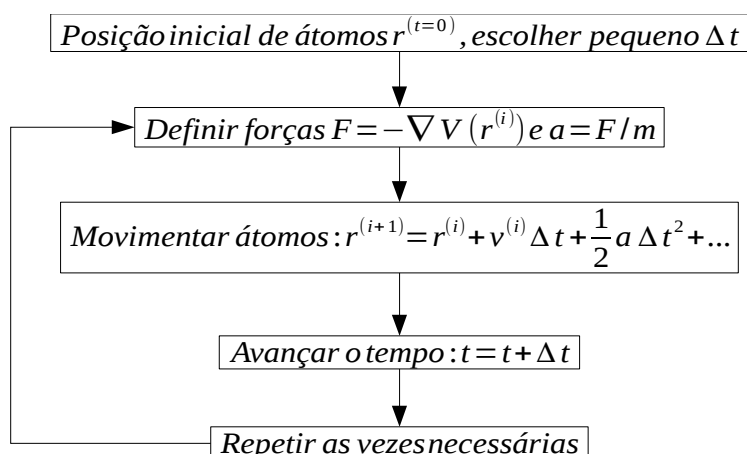 Posição inicial de átomos r^(t=0), escolher pequeno Δt
Definir forças F=−∇V(r^(i)) e a=F/m
Movimentar átomos: r^(i+1)=r^(i)+v^(i)Δt+1/2 a Δt²+...
Avançar o tempo: t=t+Δt
Repetir as vezes necessárias